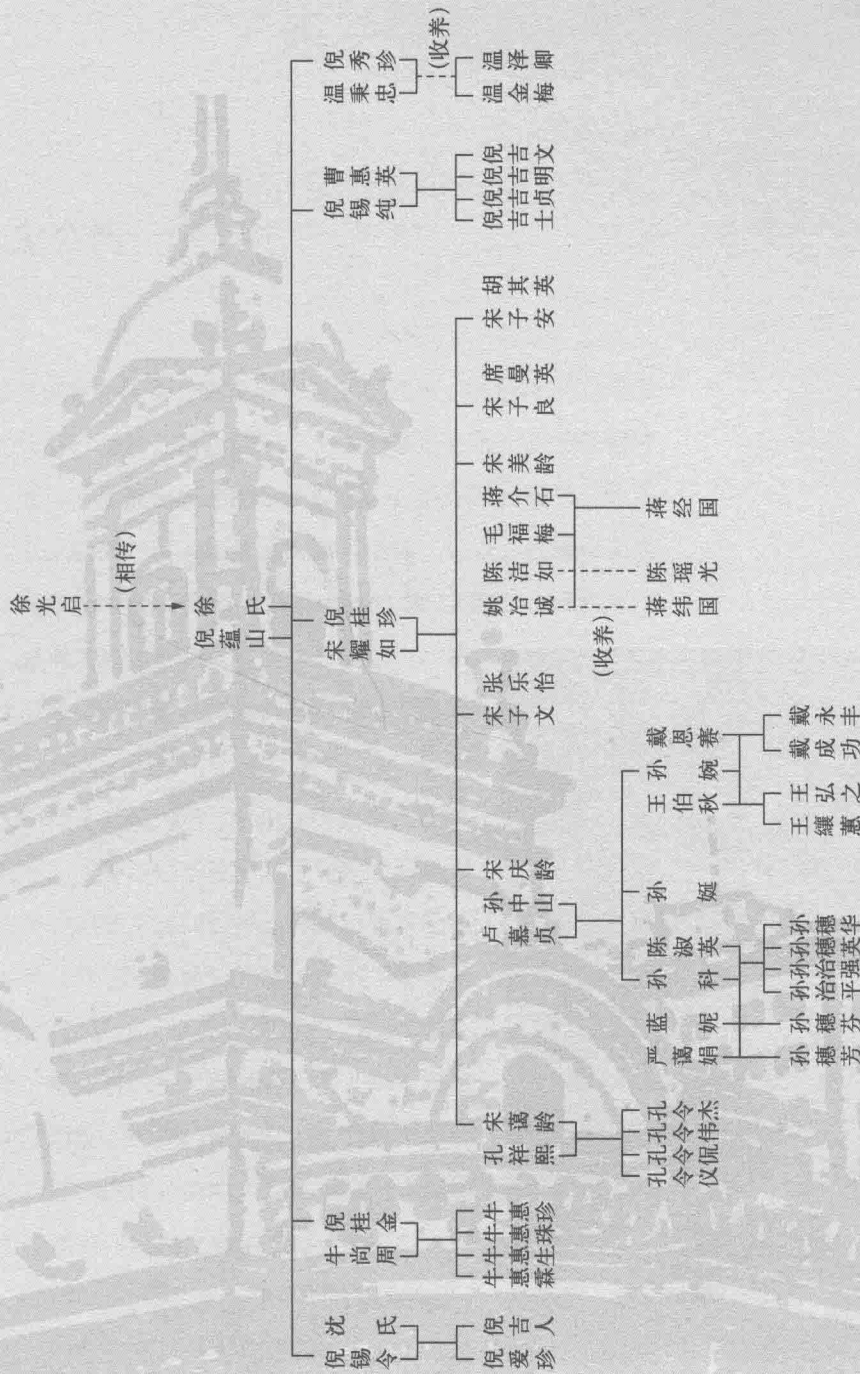 徐光启
(相传)
倪蕴山
徐氏
倪锡令
沈氏
牛尚周
倪桂金
宋耀如
倪桂珍
倪锡纯
曹惠英
温秉忠
倪秀珍
(收养)
倪爱珍
倪吉人
牛惠霖
牛惠生
牛惠珠
牛惠珍
孔祥熙
宋蔼龄
卢慕贞
孙中山
宋庆龄
宋子文
张乐怡
姚冶诚
陈洁如
毛福梅
蒋介石
宋美龄
宋子良
席曼英
宋子安
胡其英
倪吉士
倪吉贞
倪吉明
倪吉文
温金梅
温泽卿
孔令仪
孔令侃
孔令伟
孔令杰
严蔼娟
蓝妮
孙科
陈淑英
孙娫
王伯秋
孙婉
戴恩赛
(收养)
蒋纬国
陈瑶光
蒋经国
孙穗芳
孙穗芬
孙治平
孙治强
孙穗英
孙穗华
王纕蕙
王弘之
戴成功
戴永丰